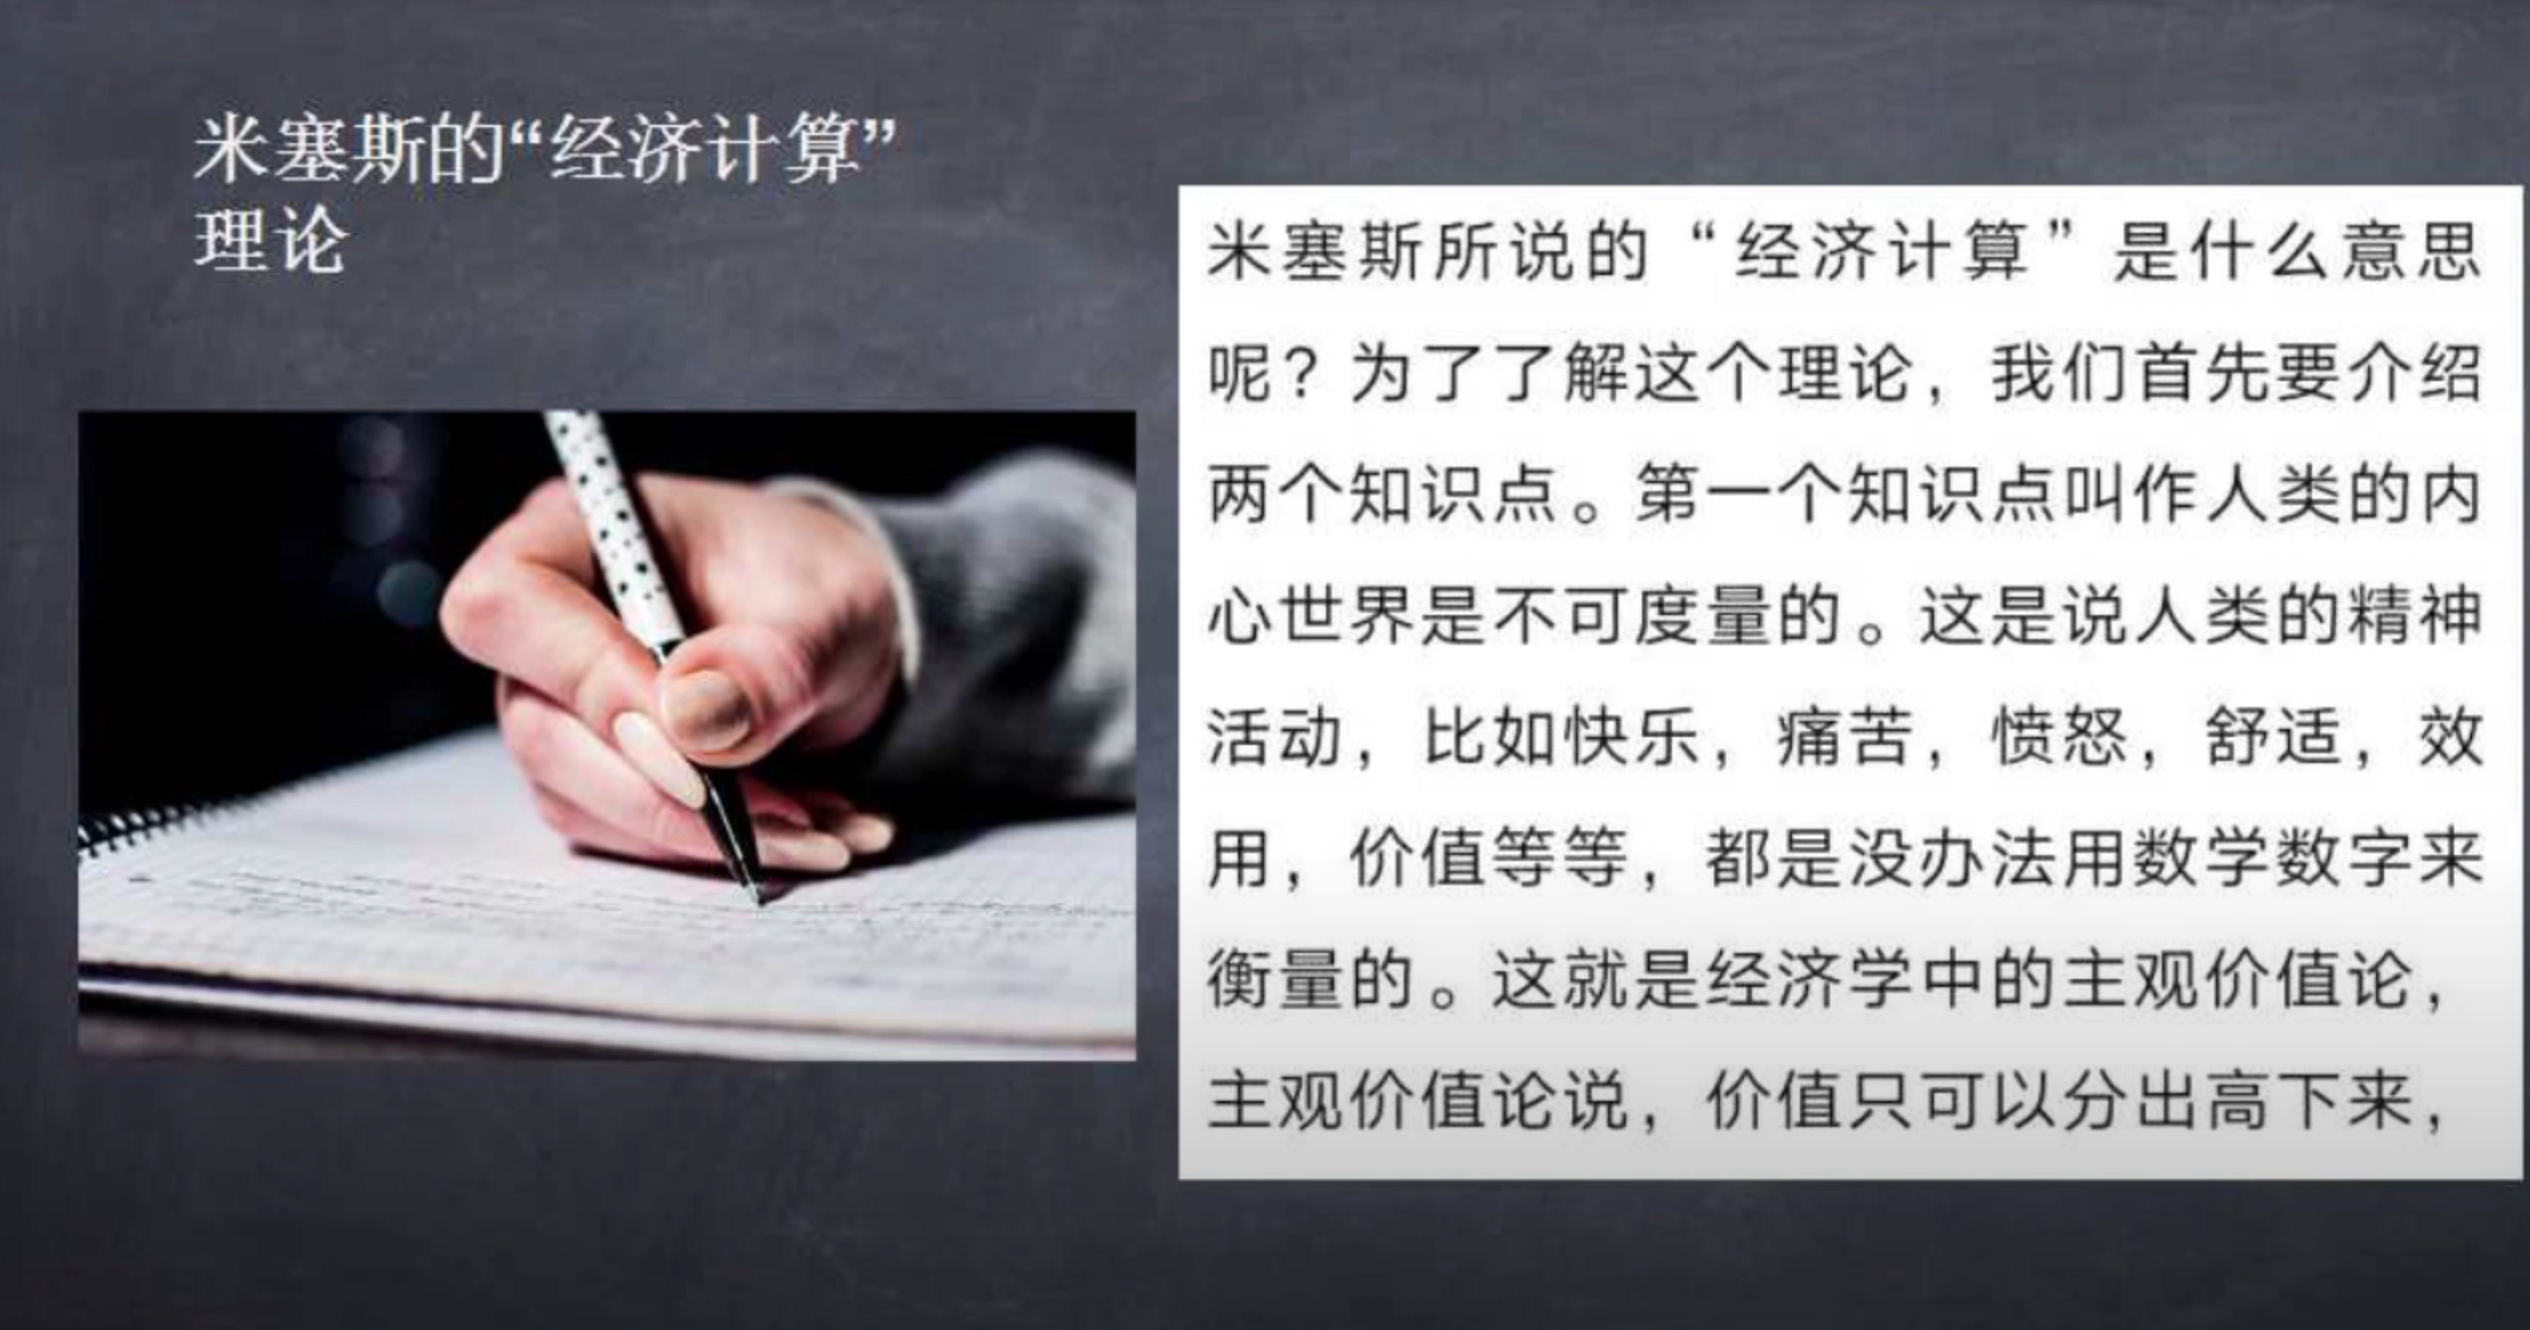 米塞斯的“经济计算”
理论
米塞斯所说的“经济计算”是什么意思
呢？为了了解这个理论，我们首先要介绍
两个知识点。第一个知识点叫作人类的内
心世界是不可度量的。这是说人类的精神
活动，比如快乐，痛苦，愤怒，舒适，效
用，价值等等，都是没办法用数学数字来
衡量的。这就是经济学中的主观价值论，
主观价值论说，价值只可以分出高下来，